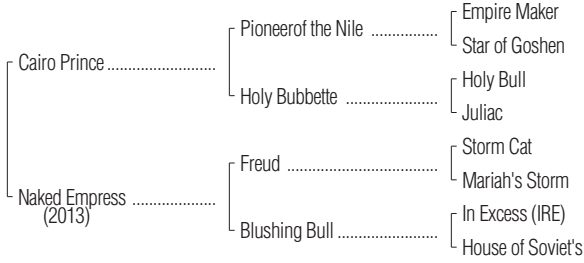 Empire Maker
Pioneerof the Nile ................
Star of Goshen
Cairo Prince .........................
Holy Bull
Holy Bubbette .....................
Juliac
Storm Cat
Freud ...................................
Mariah's Storm
Naked Empress ...................
(2013)
In Excess (IRE)
Blushing Bull .......................
House of Soviet's